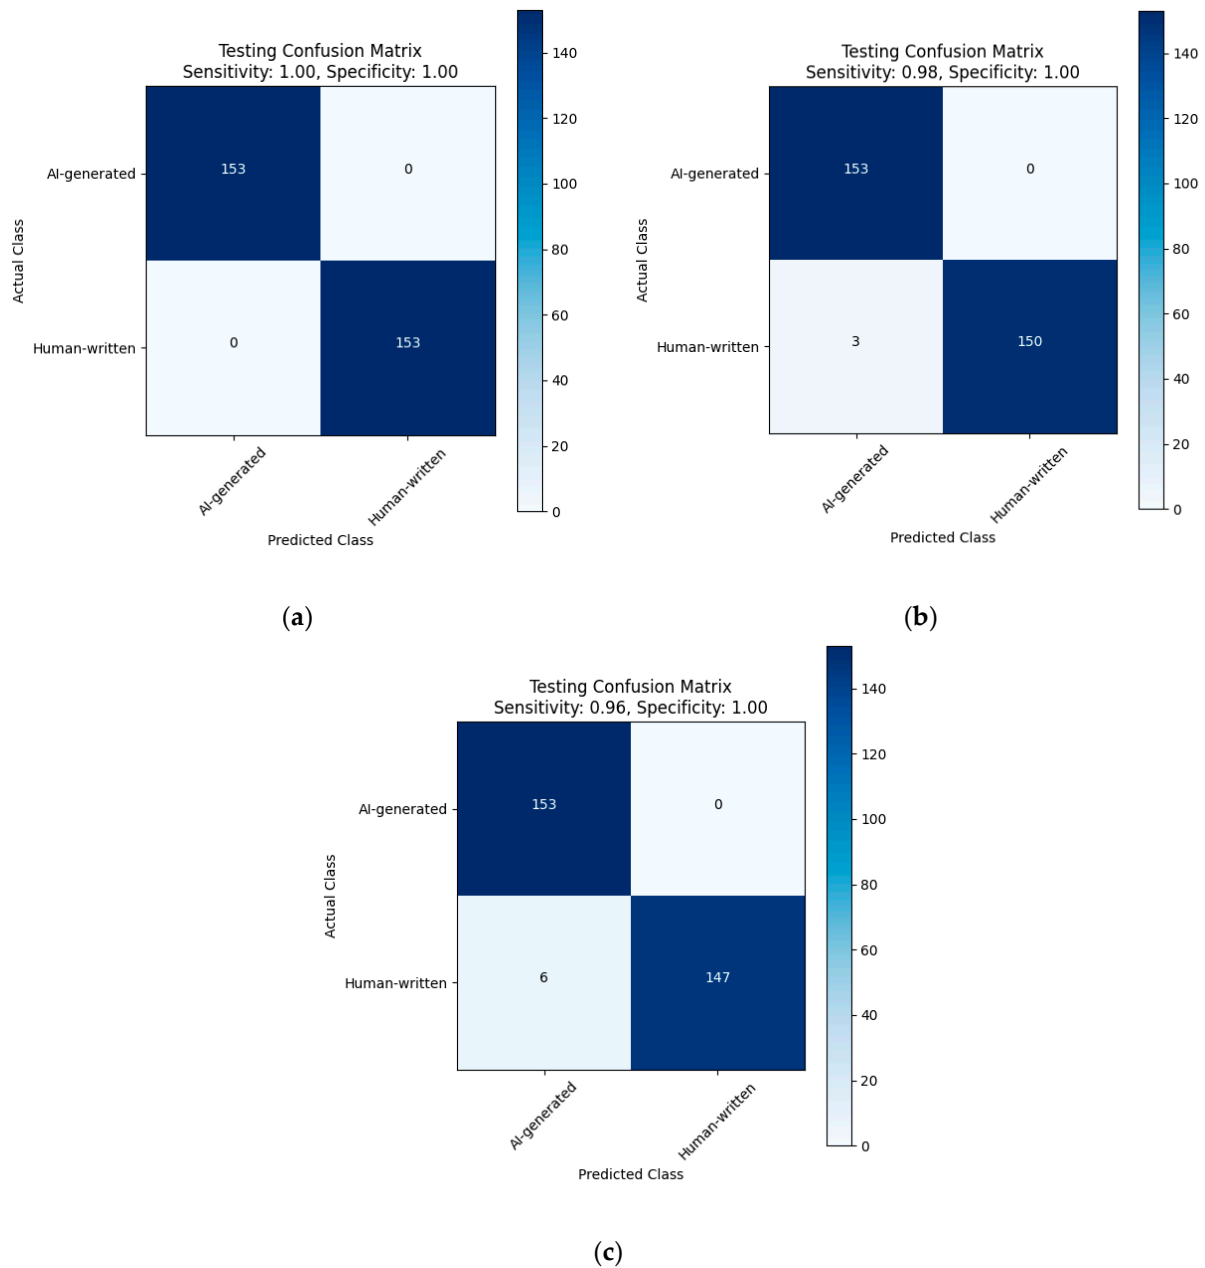 Testing Confusion Matrix
Sensitivity: 1.00, Specificity: 1.00
Actual Class
AI-generated
Human-written
153
0
0
153
AI-generated
Human-written
Predicted Class
140
120
100
80
60
40
20
0
(a)
Testing Confusion Matrix
Sensitivity: 0.98, Specificity: 1.00
Actual Class
AI-generated
Human-written
153
0
3
150
AI-generated
Human-written
Predicted Class
140
120
100
80
60
40
20
0
(b)
Testing Confusion Matrix
Sensitivity: 0.96, Specificity: 1.00
Actual Class
AI-generated
Human-written
153
0
6
147
AI-generated
Human-written
Predicted Class
140
120
100
80
60
40
20
0
(c)